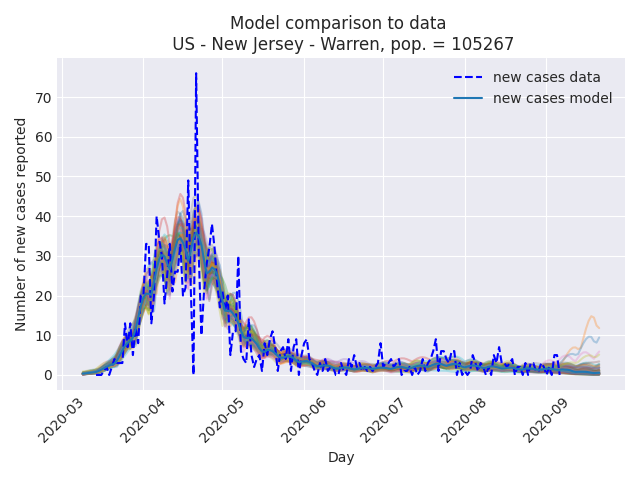 Model comparison to data
US - New Jersey - Warren, pop. = 105267
new cases data
new cases model
Number of new cases reported
70
60
50
40
30
20
10
0
2020-03
2020-04
2020-05
2020-06
2020-07
2020-08
2020-09
Day